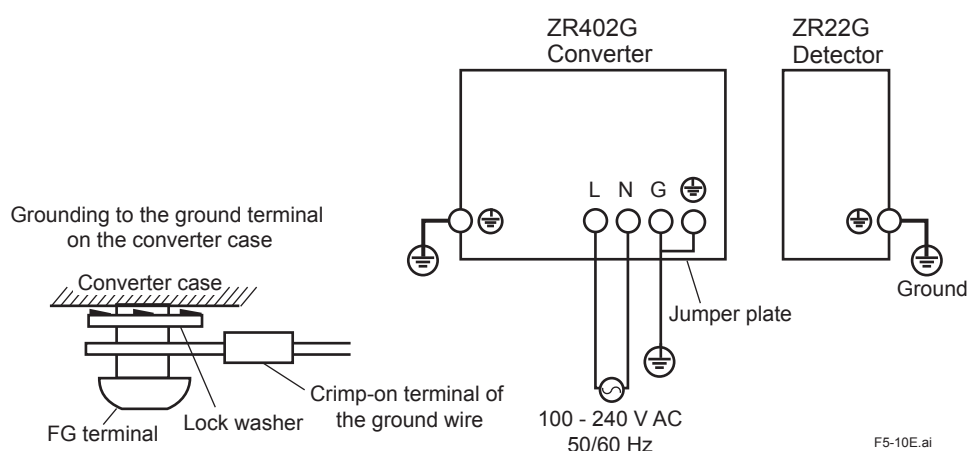 ZR402G
Converter
ZR22G
Detector
L N G
Grounding to the ground terminal
on the converter case
Converter case
Ground
Jumper plate
Crimp-on terminal of
the ground wire
Lock washer
FG terminal
100 - 240 V AC
50/60 Hz
F5-10E.ai